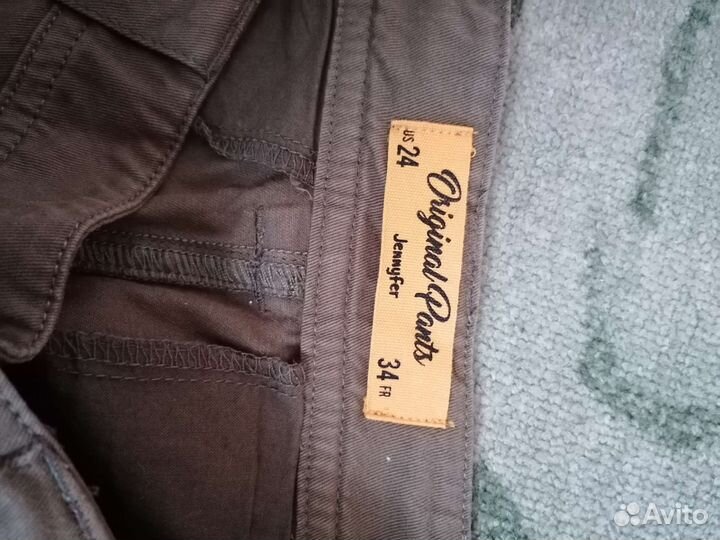 Original Pants
Jennyfer
US 24
34 FR
Avito